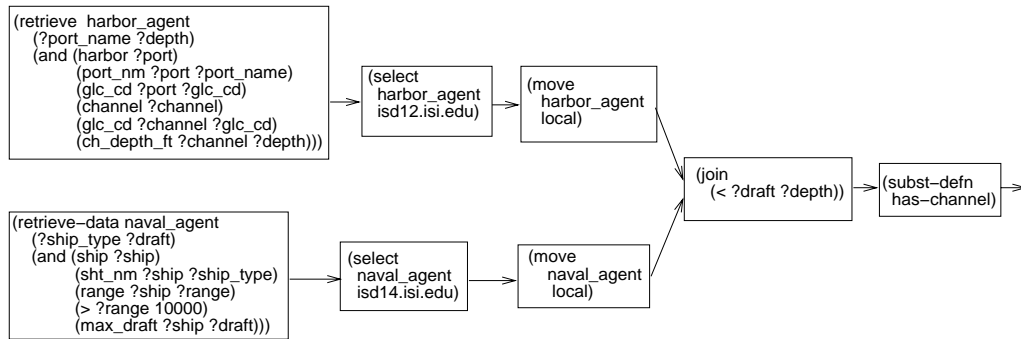 (retrieve harbor_agent
(?port_name ?depth)
(and (harbor ?port)
(port_nm ?port ?port_name)
(glc_cd ?port ?glc_cd)
(channel ?channel)
(glc_cd ?channel ?glc_cd)
(ch_depth_ft ?channel ?depth)))
(select
harbor_agent
isd12.isi.edu)
(move
harbor_agent
local)
(retrieve−data naval_agent
(?ship_type ?draft)
(and (ship ?ship)
(sht_nm ?ship ?ship_type)
(range ?ship ?range)
(> ?range 10000)
(max_draft ?ship ?draft)))
(select
naval_agent
isd14.isi.edu)
(move
naval_agent
local)
(join
(< ?draft ?depth))
(subst−defn
has−channel)